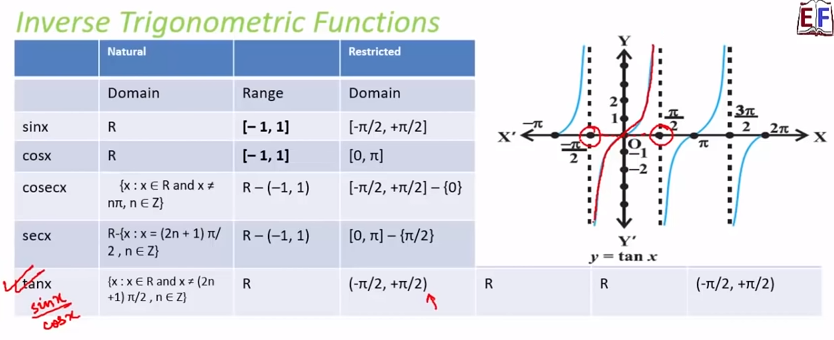 Inverse Trigonometric Functions
EF
Natural Restricted
Domain Range Domain
sinx R [– 1, 1] [-π/2, +π/2]
cosx R [– 1, 1] [0, π]
cosecx {x : x ∈ R and x ≠ R – (–1, 1) [-π/2, +π/2] – {0}
nπ, n ∈ Z}
secx R-{x : x = (2n + 1) π/ R – (–1, 1) [0, π] – {π/2}
2 , n ∈ Z}
tanx {x : x ∈ R and x ≠ (2n R (-π/2, +π/2) R R (-π/2, +π/2)
+1) π/2 , n ∈ Z}
sinx
cosx
Y
2
1
–π π/2 3π/2 2π
X′ X
–π/2 O π
–1
–2
Y′
y = tan x